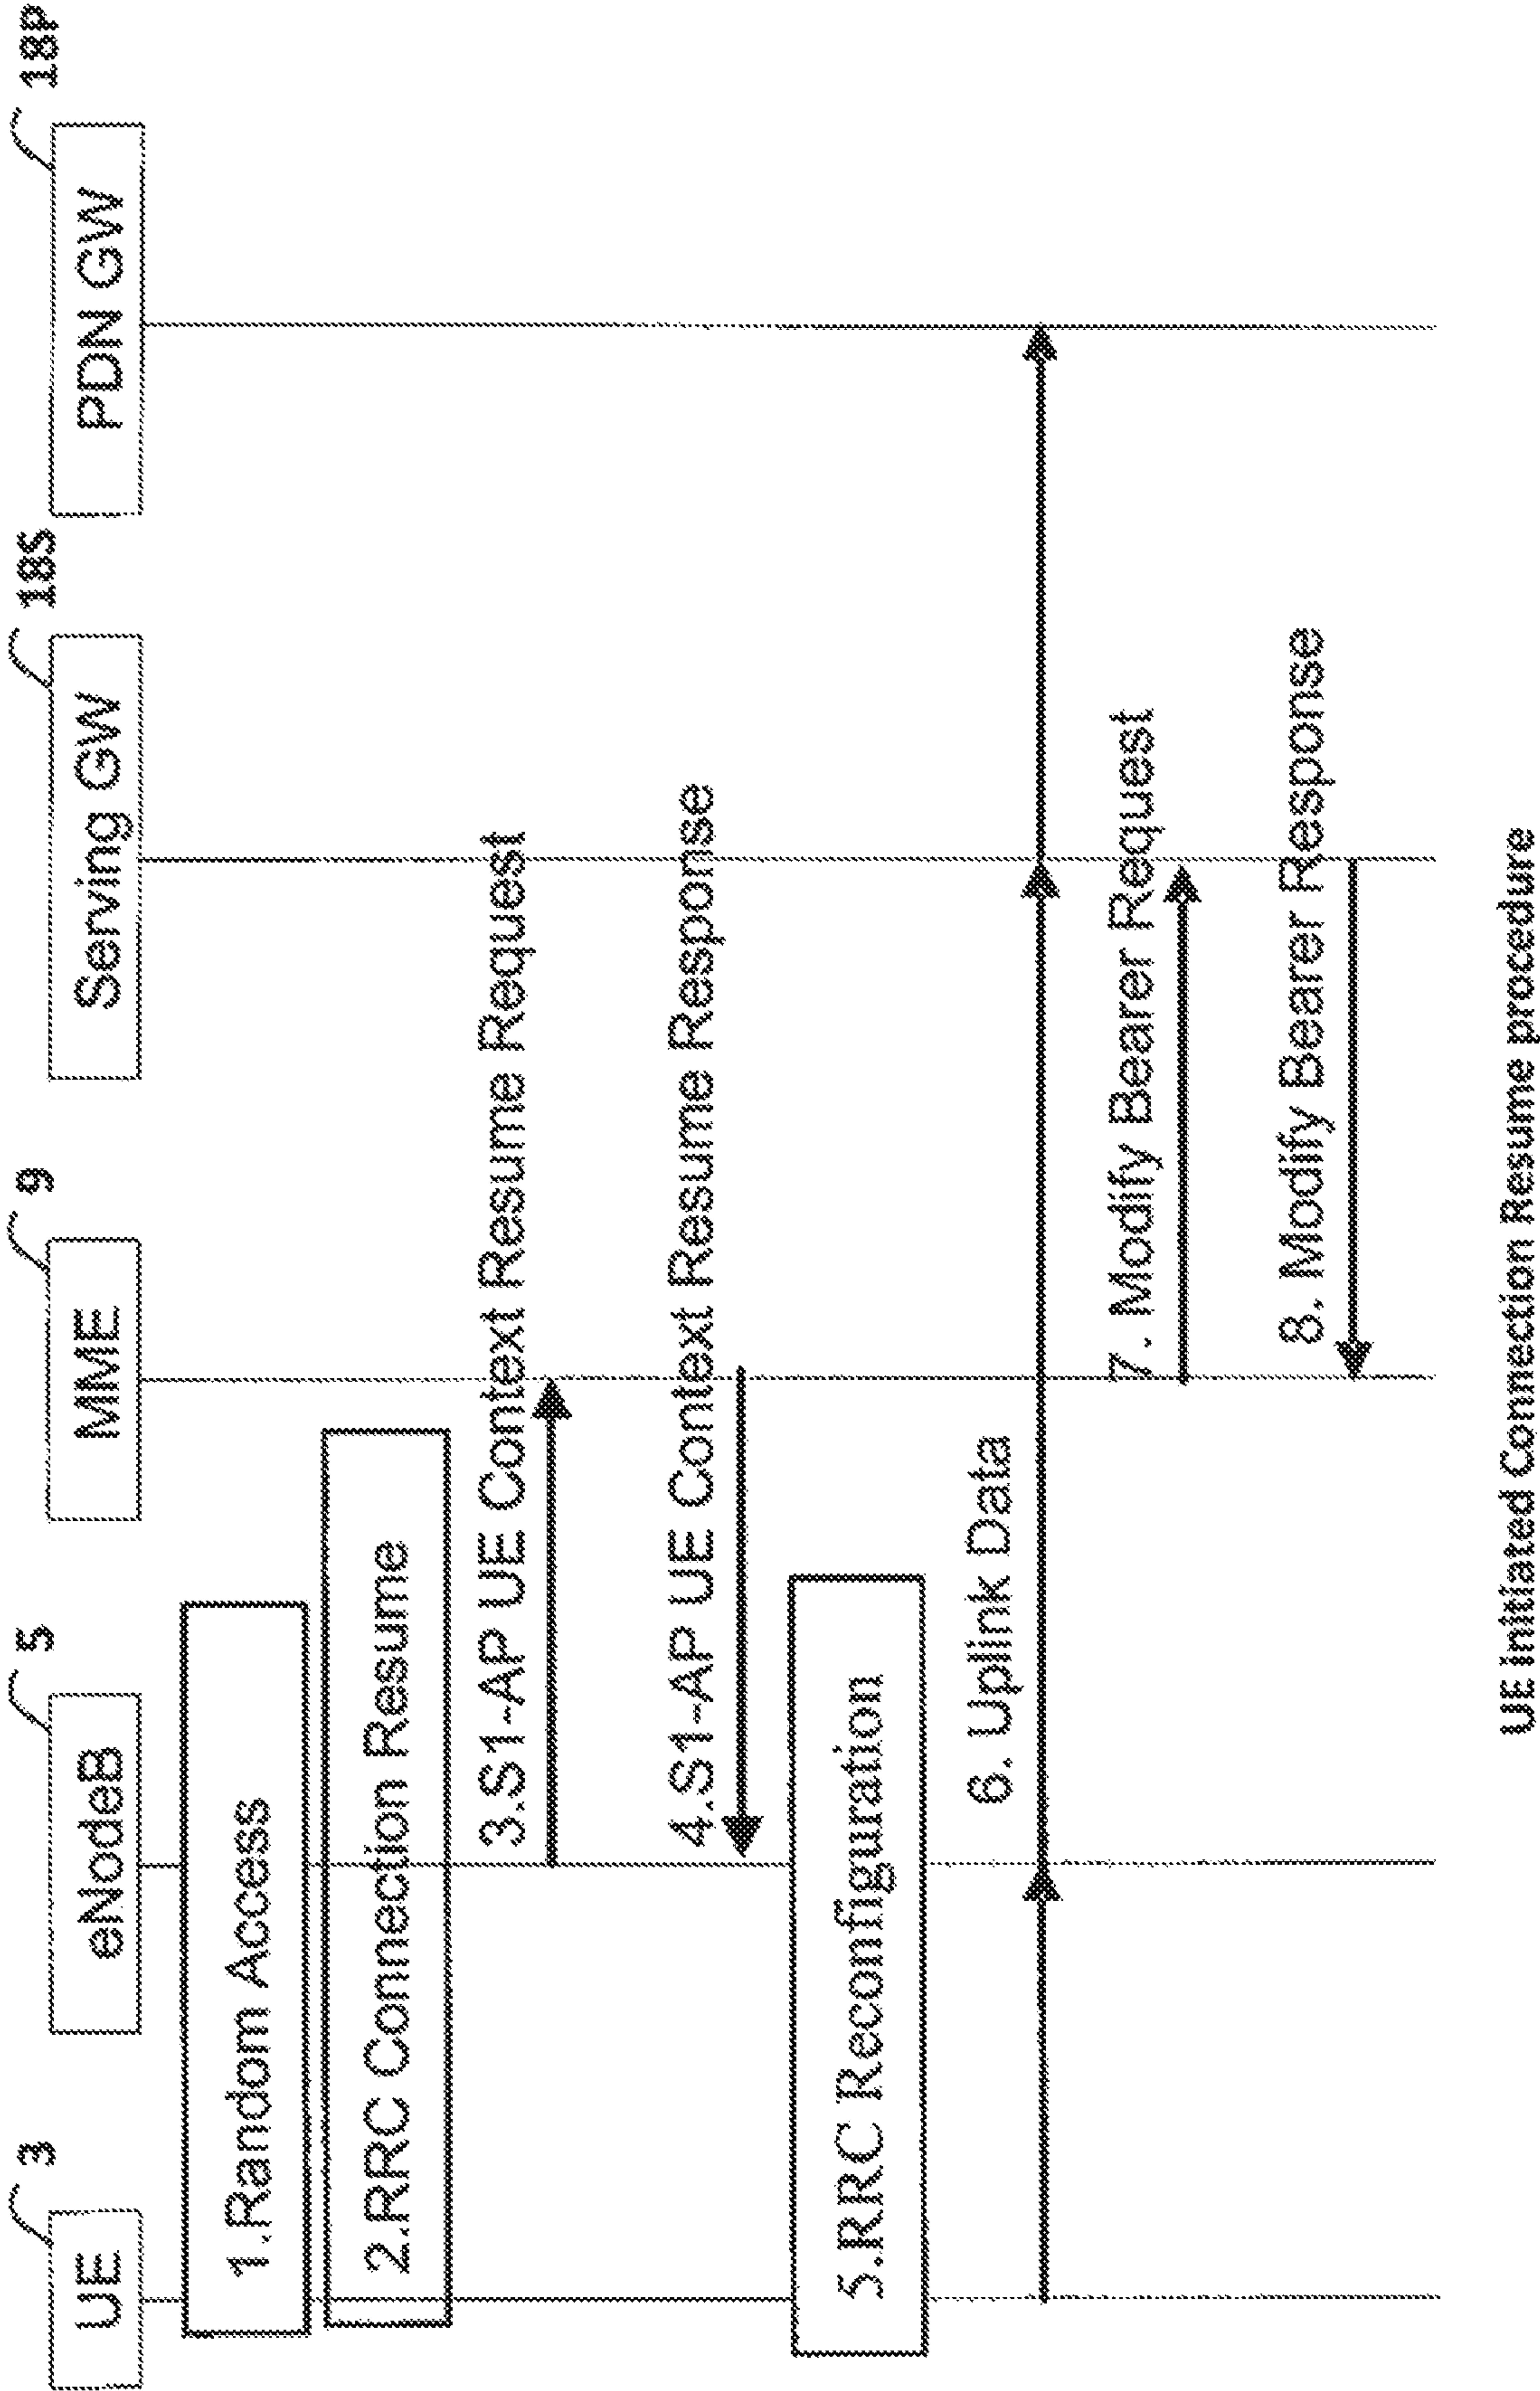 3
5
9
18S
18P
UE
eNodeB
MME
Serving GW
PDN GW
1.Random Access
2.RRC Connection Resume
3.S1-AP UE Context Resume Request
4.S1-AP UE Context Resume Response
5.RRC Reconfiguration
6. Uplink Data
7. Modify Bearer Request
8. Modify Bearer Response
UE initiated Connection Resume procedure